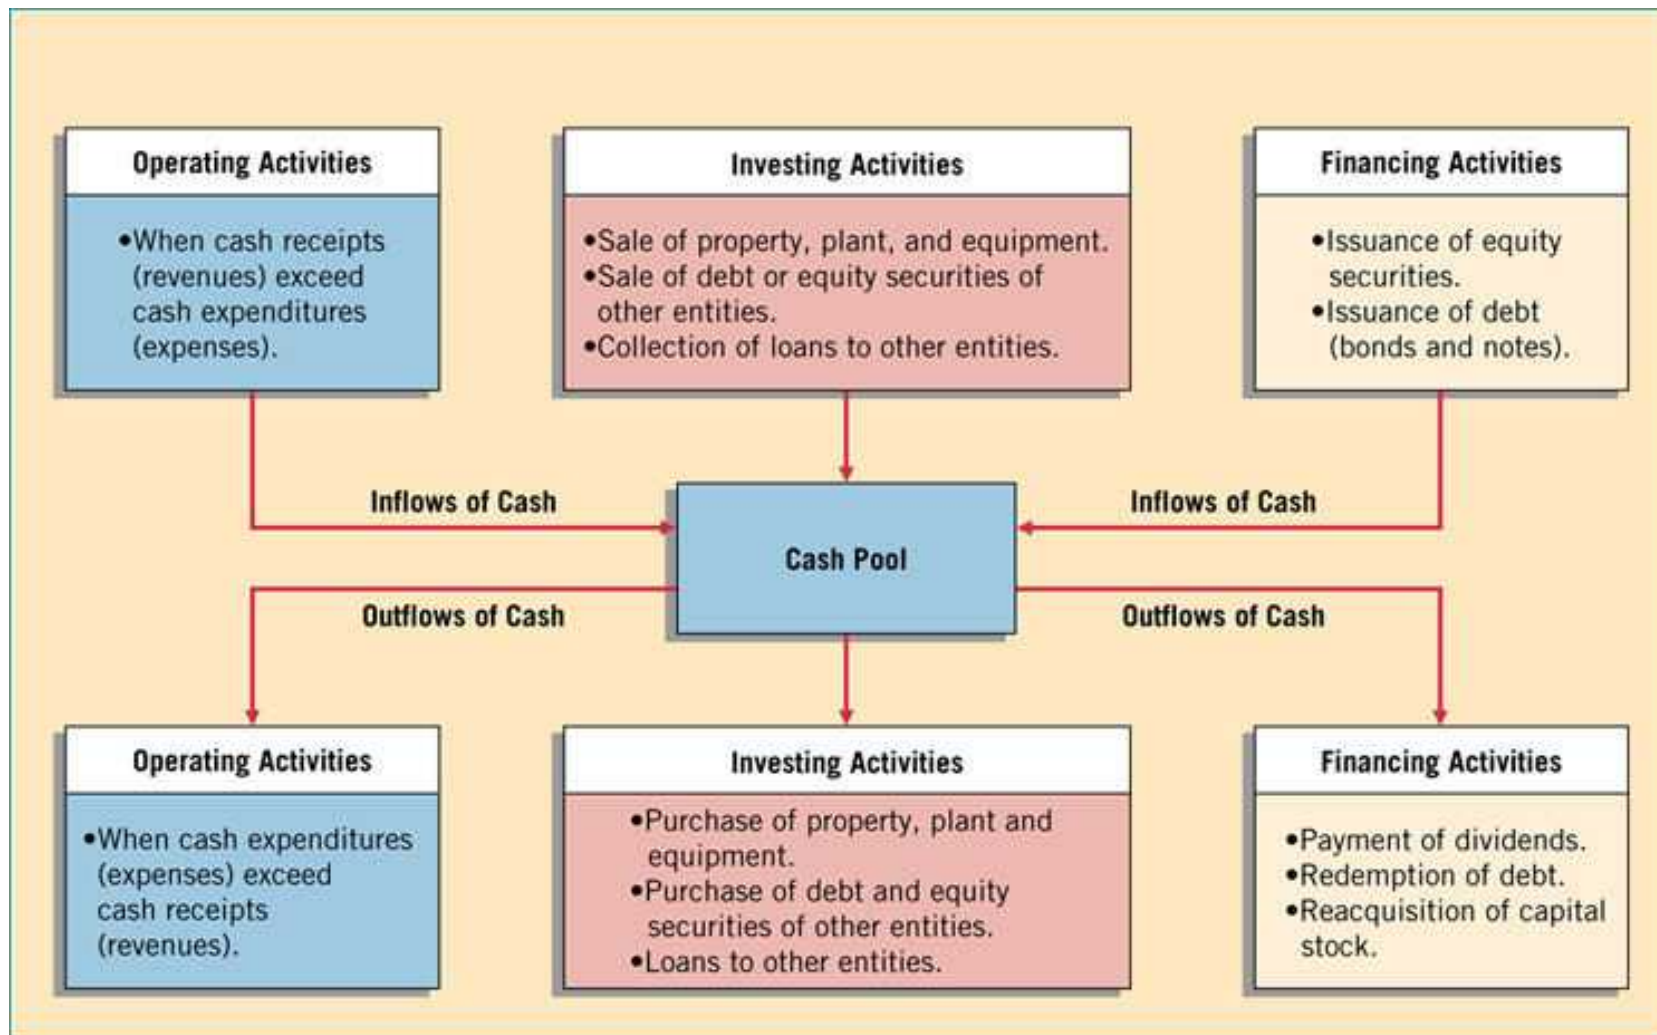 Operating Activities
•When cash receipts
(revenues) exceed
cash expenditures
(expenses).
Investing Activities
•Sale of property, plant, and equipment.
•Sale of debt or equity securities of
other entities.
•Collection of loans to other entities.
Financing Activities
•Issuance of equity
securities.
•Issuance of debt
(bonds and notes).
Inflows of Cash
Inflows of Cash
Cash Pool
Outflows of Cash
Outflows of Cash
Operating Activities
•When cash expenditures
(expenses) exceed
cash receipts
(revenues).
Investing Activities
•Purchase of property, plant and
equipment.
•Purchase of debt and equity
securities of other entities.
•Loans to other entities.
Financing Activities
•Payment of dividends.
•Redemption of debt.
•Reacquisition of capital
stock.